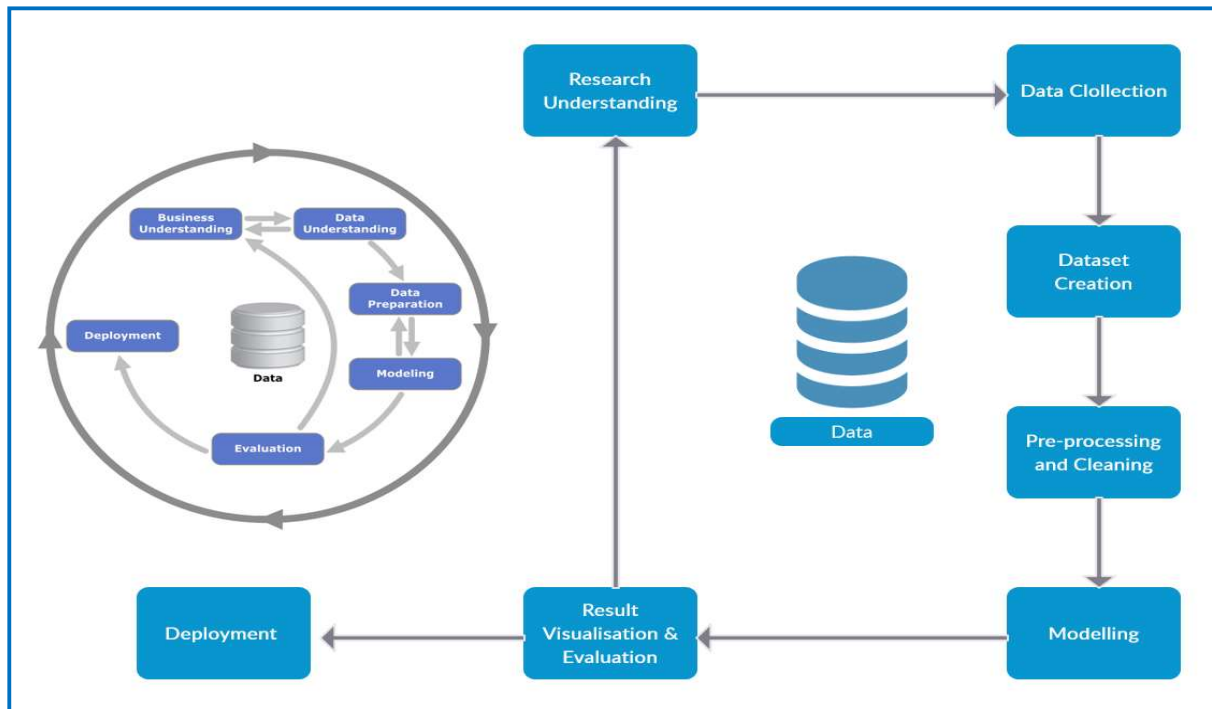 Research
Understanding
Data Clollection
Business
Understanding
Data
Understanding
Data
Preparation
Deployment
Data
Modeling
Evaluation
Dataset
Creation
Data
Pre-processing
and Cleaning
Deployment
Result
Visualisation &
Evaluation
Modelling